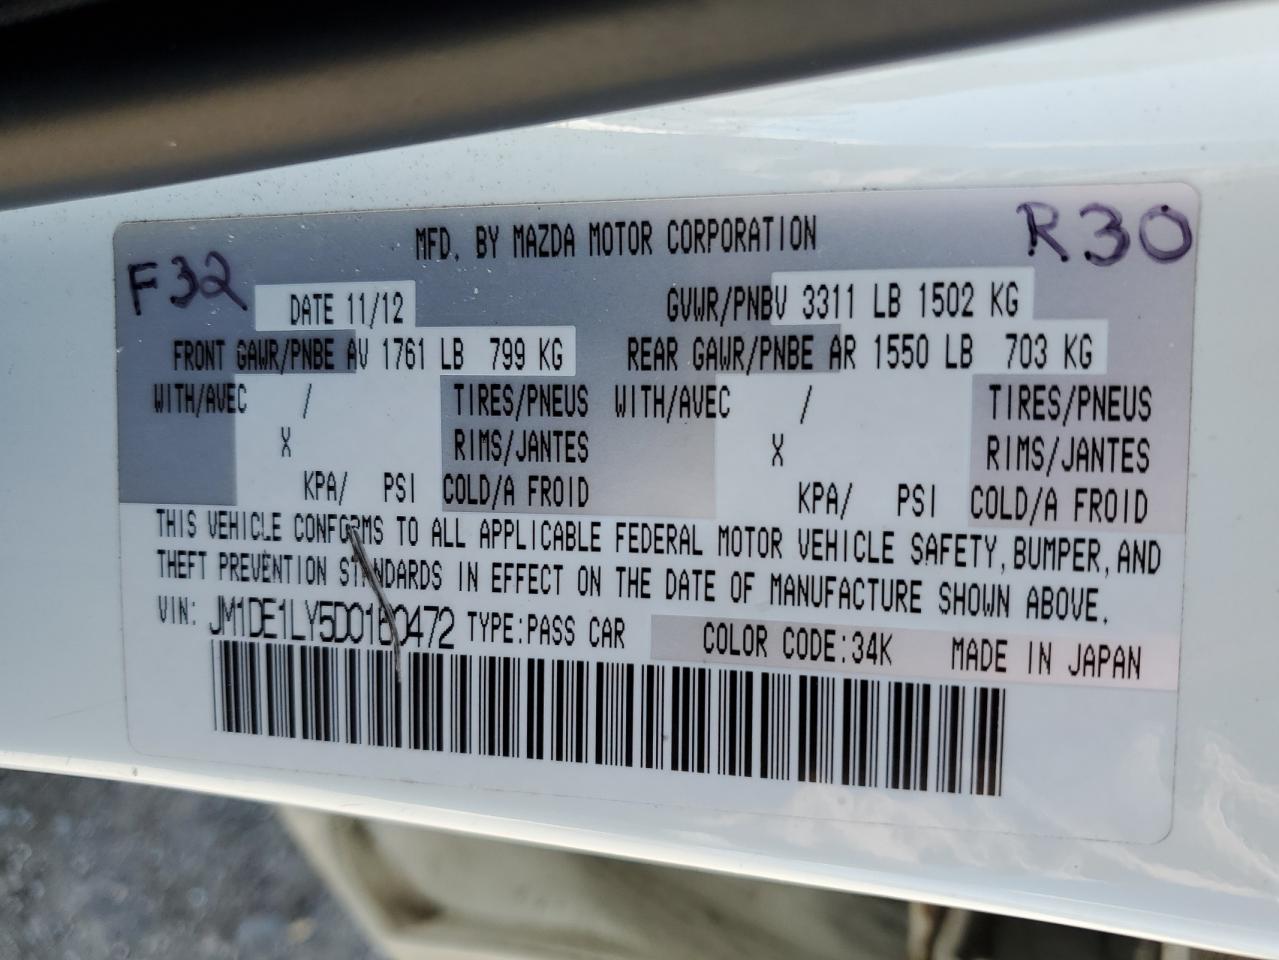 F32
R30
MFD. BY MAZDA MOTOR CORPORATION
DATE 11/12 GVWR/PNBV 3311 LB 1502 KG
FRONT GAWR/PNBE AV 1761 LB 799 KG REAR GAWR/PNBE AR 1550 LB 703 KG
WITH/AVEC / TIRES/PNEUS WITH/AVEC / TIRES/PNEUS
X RIMS/JANTES X RIMS/JANTES
KPA/ PSI COLD/A FROID KPA/ PSI COLD/A FROID
THIS VEHICLE CONFORMS TO ALL APPLICABLE FEDERAL MOTOR VEHICLE SAFETY, BUMPER, AND
THEFT PREVENTION STANDARDS IN EFFECT ON THE DATE OF MANUFACTURE SHOWN ABOVE.
VIN: JM1DE1LY5D0160472 TYPE:PASS CAR COLOR CODE:34K MADE IN JAPAN